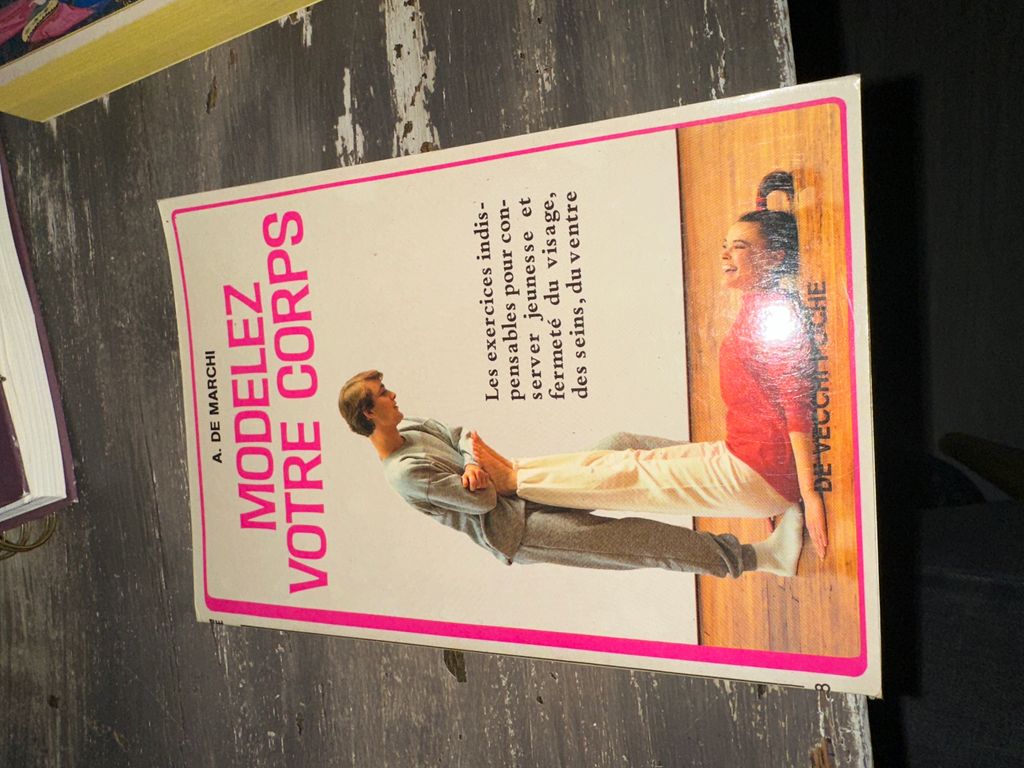 A. DE MARCHI
MODELEZ
VOTRE CORPS
Les exercices indis-
pensables pour con-
server jeunesse et
fermeté du visage,
des seins, du ventre
DE VECCHI POCHE